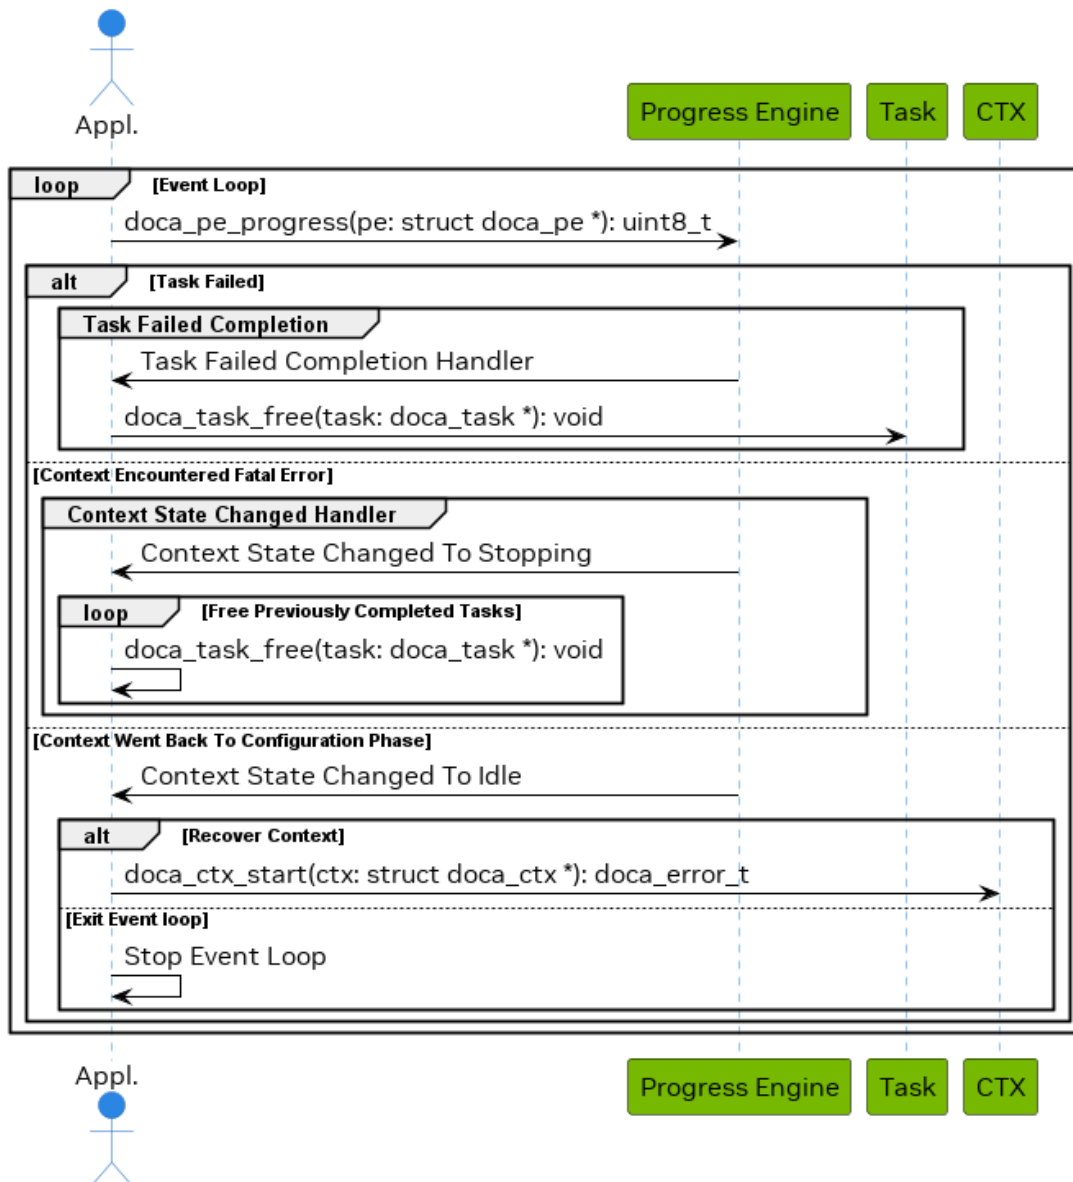 Appl.
Progress Engine
Task
CTX
loop
[Event Loop]
doca_pe_progress(pe: struct doca_pe *): uint8_t
alt
[Task Failed]
Task Failed Completion
Task Failed Completion Handler
doca_task_free(task: doca_task *): void
[Context Encountered Fatal Error]
Context State Changed Handler
Context State Changed To Stopping
loop
[Free Previously Completed Tasks]
doca_task_free(task: doca_task *): void
[Context Went Back To Configuration Phase]
Context State Changed To Idle
alt
[Recover Context]
doca_ctx_start(ctx: struct doca_ctx *): doca_error_t
[Exit Event loop]
Stop Event Loop
Appl.
Progress Engine
Task
CTX